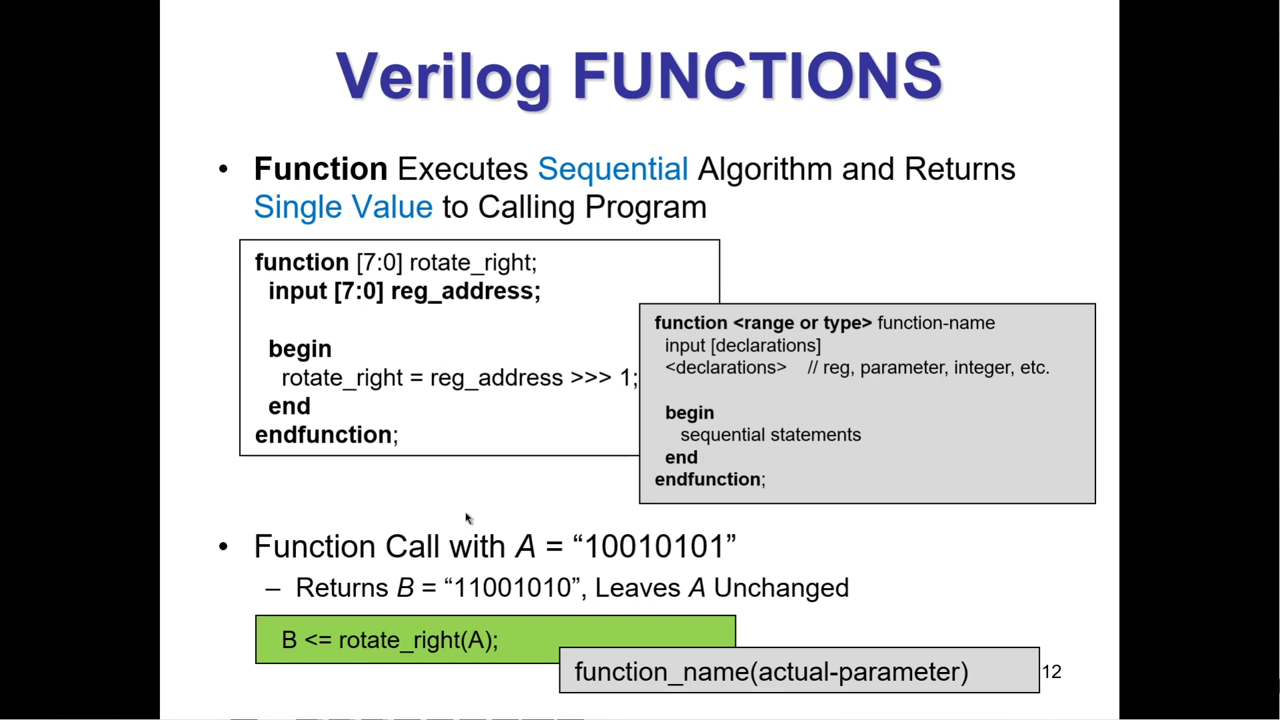 Verilog FUNCTIONS
• Function Executes Sequential Algorithm and Returns
Single Value to Calling Program
function [7:0] rotate_right;
input [7:0] reg_address;
begin
rotate_right = reg_address >>> 1;
end
endfunction;
function <range or type> function-name
input [declarations]
<declarations> // reg, parameter, integer, etc.
begin
sequential statements
end
endfunction;
• Function Call with A = “10010101”
– Returns B = “11001010”, Leaves A Unchanged
B <= rotate_right(A);
function_name(actual-parameter)
12